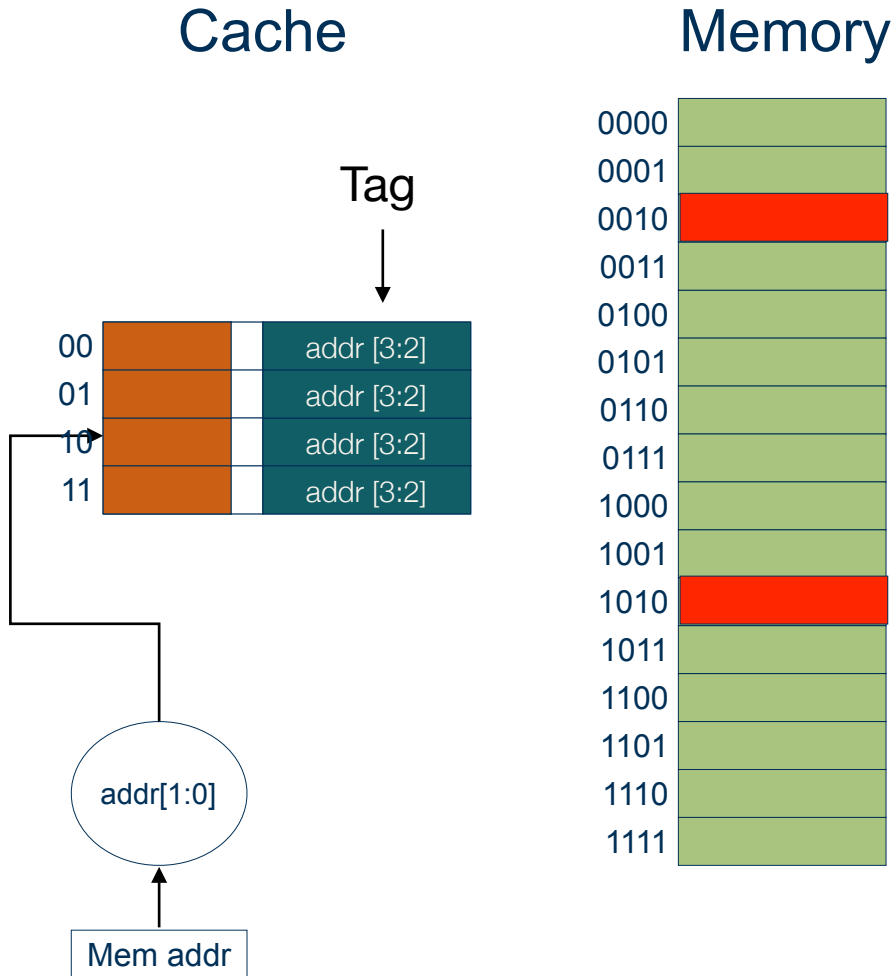 Cache
Memory
Tag
00 addr [3:2]
01 addr [3:2]
10 addr [3:2]
11 addr [3:2]
addr[1:0]
Mem addr
0000
0001
0010
0011
0100
0101
0110
0111
1000
1001
1010
1011
1100
1101
1110
1111